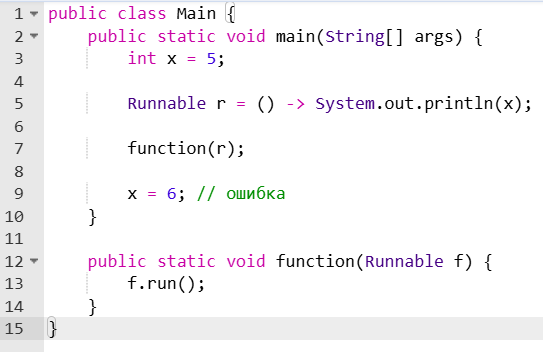 1 public class Main {
2     public static void main(String[] args) {
3         int x = 5;
4
5         Runnable r = () -> System.out.println(x);
6
7         function(r);
8
9         x = 6; // ошибка
10     }
11
12     public static void function(Runnable f) {
13         f.run();
14     }
15 }